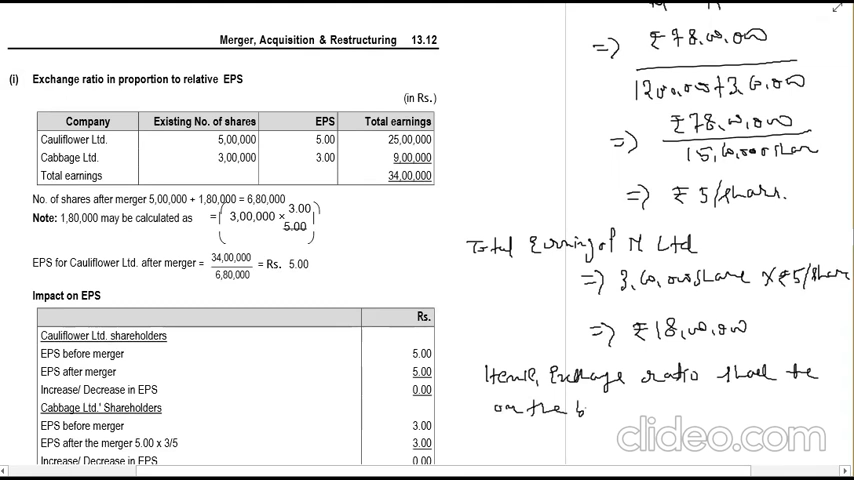 Merger, Acquisition & Restructuring 13.12
(i) Exchange ratio in proportion to relative EPS
(in Rs.)
Company Existing No. of shares EPS Total earnings
Cauliflower Ltd. 5,00,000 5.00 25,00,000
Cabbage Ltd. 3,00,000 3.00 9,00,000
Total earnings 34,00,000
No. of shares after merger 5,00,000 + 1,80,000 = 6,80,000
Note: 1,80,000 may be calculated as = ( 3,00,000 × 3.00 / 5.00 )
EPS for Cauliflower Ltd. after merger = 34,00,000 / 6,80,000 = Rs. 5.00
Impact on EPS
Rs.
Cauliflower Ltd. shareholders
EPS before merger 5.00
EPS after merger 5.00
Increase/ Decrease in EPS 0.00
Cabbage Ltd.' Shareholders
EPS before merger 3.00
EPS after the merger 5.00 x 3/5 3.00
Increase/ Decrease in EPS 0.00
=> ₹78,00,000
1200,000+3,60,000
=> ₹78,00,000
15,60,000 share
=> ₹5/share.
Total Earning of N Ltd
=> 3,60,000 share × ₹5/share
=> ₹18,00,000
Hence, Exchange ratio shall be
on the b
clideo.com